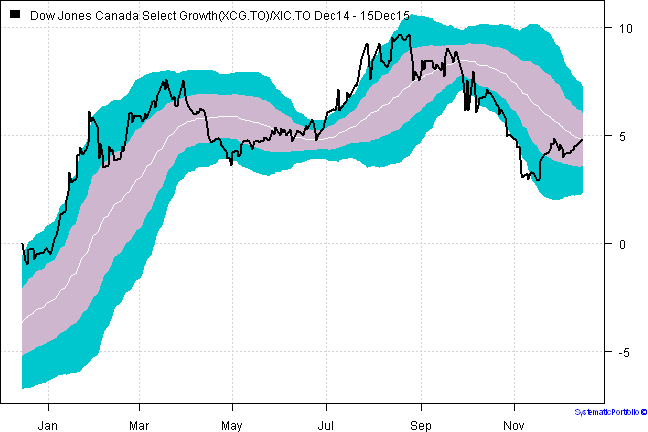 Dow Jones Canada Select Growth(XCG.TO)/XIC.TO Dec14 - 15Dec15
10
5
0
-5
Jan Mar May Jul Sep Nov
SystematicPortfolio ©